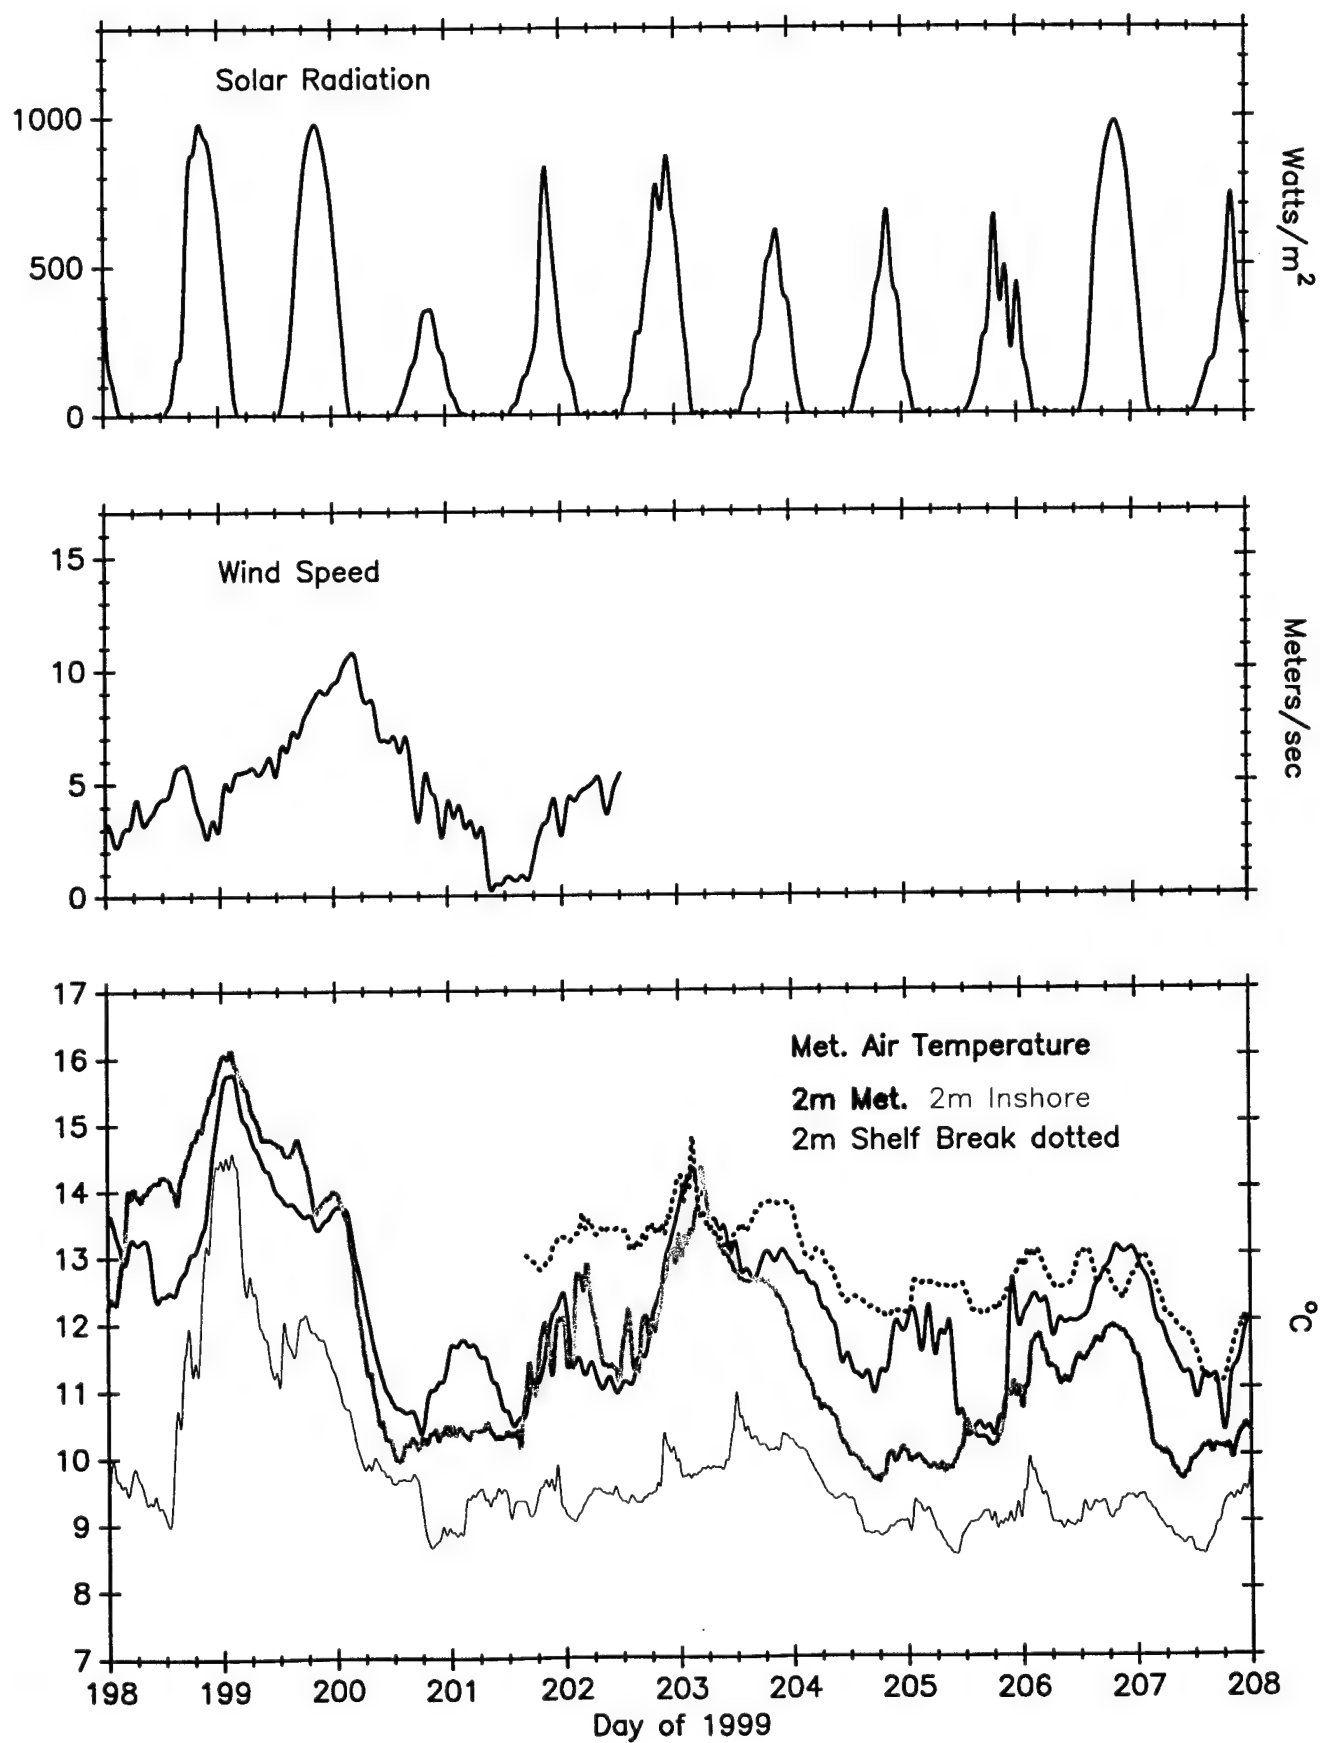 Solar Radiation
1000
500
0
Watts/m²
Wind Speed
15
10
5
0
Meters/sec
17
16
15
14
13
12
11
10
9
8
7
Met. Air Temperature
2m Met. 2m Inshore
2m Shelf Break dotted
°C
198 199 200 201 202 203 204 205 206 207 208
Day of 1999